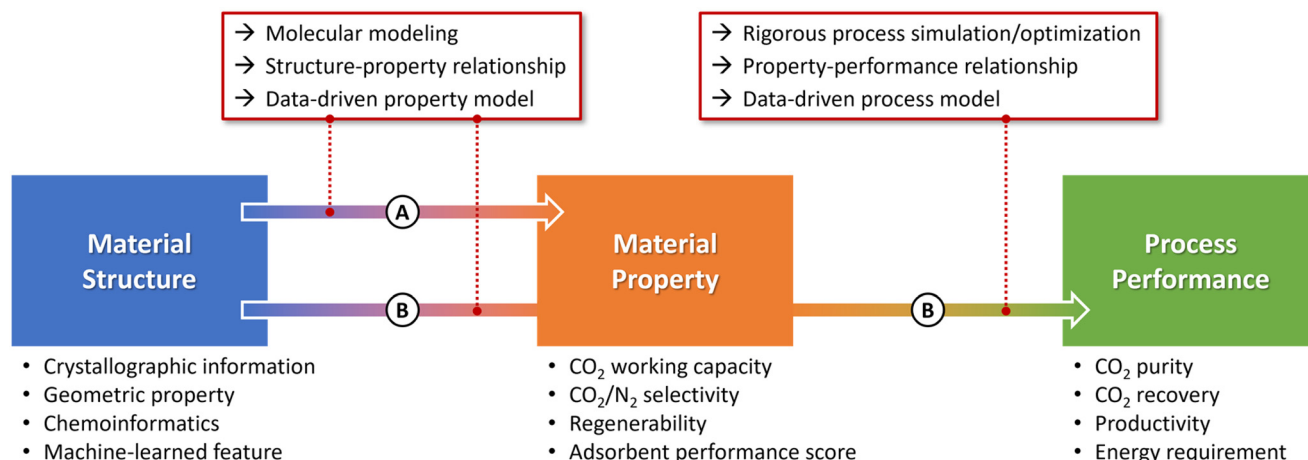 → Molecular modeling
→ Structure-property relationship
→ Data-driven property model
→ Rigorous process simulation/optimization
→ Property-performance relationship
→ Data-driven process model
Material
Structure
A
B
Material
Property
B
Process
Performance
• Crystallographic information
• Geometric property
• Chemoinformatics
• Machine-learned feature
• CO₂ working capacity
• CO₂/N₂ selectivity
• Regenerability
• Adsorbent performance score
• CO₂ purity
• CO₂ recovery
• Productivity
• Energy requirement